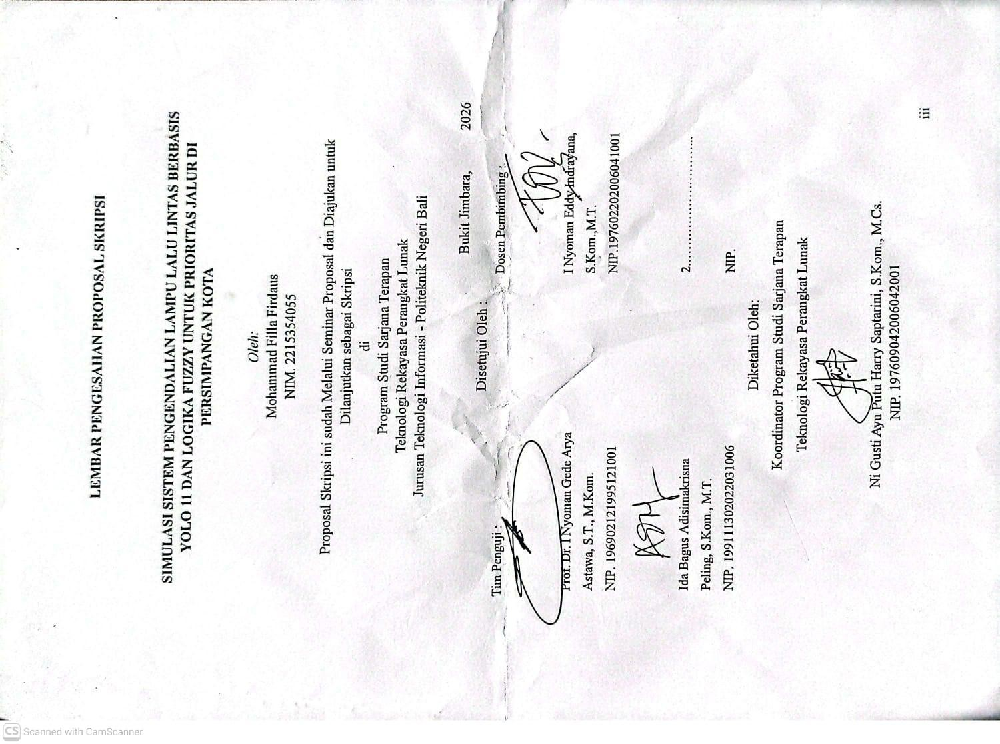 LEMBAR PENGESAHAN PROPOSAL SKRIPSI
SIMULASI SISTEM PENGENDALIAN LAMPU LALU LINTAS BERBASIS
YOLO 11 DAN LOGIKA FUZZY UNTUK PRIORITAS JALUR DI
PERSIMPANGAN KOTA
Oleh:
Mohammad Filla Firdaus
NIM. 2215354055
Proposal Skripsi ini sudah Melalui Seminar Proposal dan Diajukan untuk
Dilanjutkan sebagai Skripsi
di
Program Studi Sarjana Terapan
Teknologi Rekayasa Perangkat Lunak
Jurusan Teknologi Informasi - Politeknik Negeri Bali
Bukit Jimbara, 2026
Disetujui Oleh :
Tim Penguji :
Prof. Dr. I Nyoman Gede Arya
Astawa, S.T., M.Kom.
NIP. 196902121995121001
Ida Bagus Adisimakrisna
Peling, S.Kom., M.T.
NIP. 199111302022031006
Dosen Pembimbing :
I Nyoman Eddy Indrayana,
S.Kom.,M.T.
NIP.197602202006041001
2......................................
NIP.
Diketahui Oleh:
Koordinator Program Studi Sarjana Terapan
Teknologi Rekayasa Perangkat Lunak
Ni Gusti Ayu Putu Harry Saptarini, S.Kom., M.Cs.
NIP. 197609042006042001
iii
CS Scanned with CamScanner